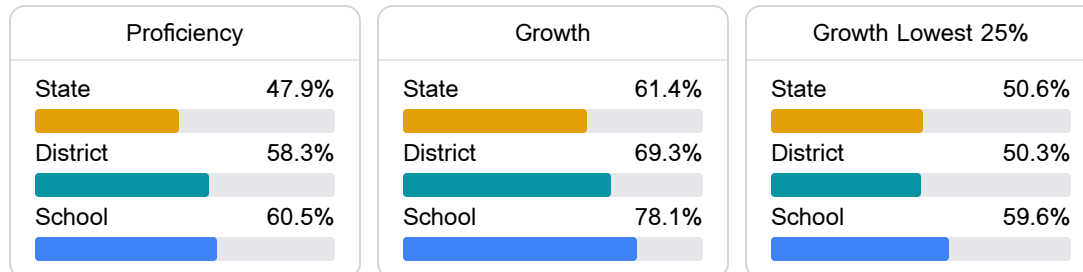 Proficiency
State 47.9%
District 58.3%
School 60.5%
Growth
State 61.4%
District 69.3%
School 78.1%
Growth Lowest 25%
State 50.6%
District 50.3%
School 59.6%